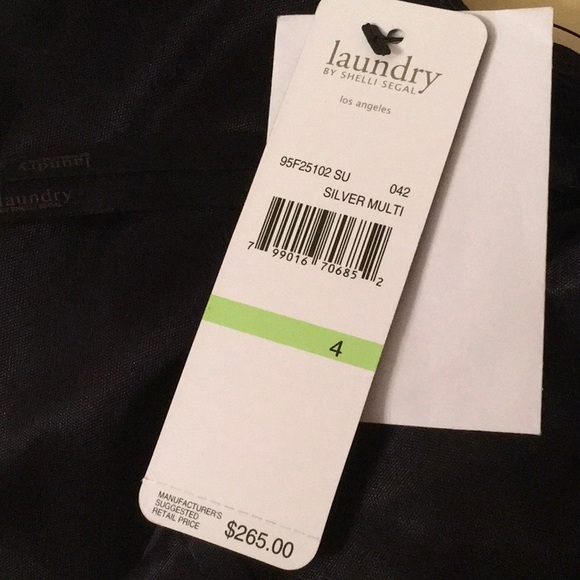 laundry
BY SHELLI SEGAL
los angeles
95F25102 SU 042
SILVER MULTI
7 99016 70685 2
4
MANUFACTURER'S
SUGGESTED
RETAIL PRICE
$265.00
laundry
laundry